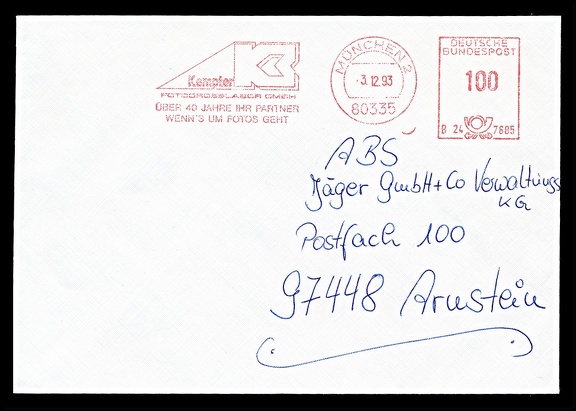 Kempter
FOTOGROSSLABOR GMBH
ÜBER 40 JAHRE IHR PARTNER
WENN'S UM FOTOS GEHT
MÜNCHEN 2
-3.12.93
80335
DEUTSCHE
BUNDESPOST
100
B 24 7685
ABS
Jäger GmbH+Co Verwaltungs
KG
Postfach 100
97448 Arnstein